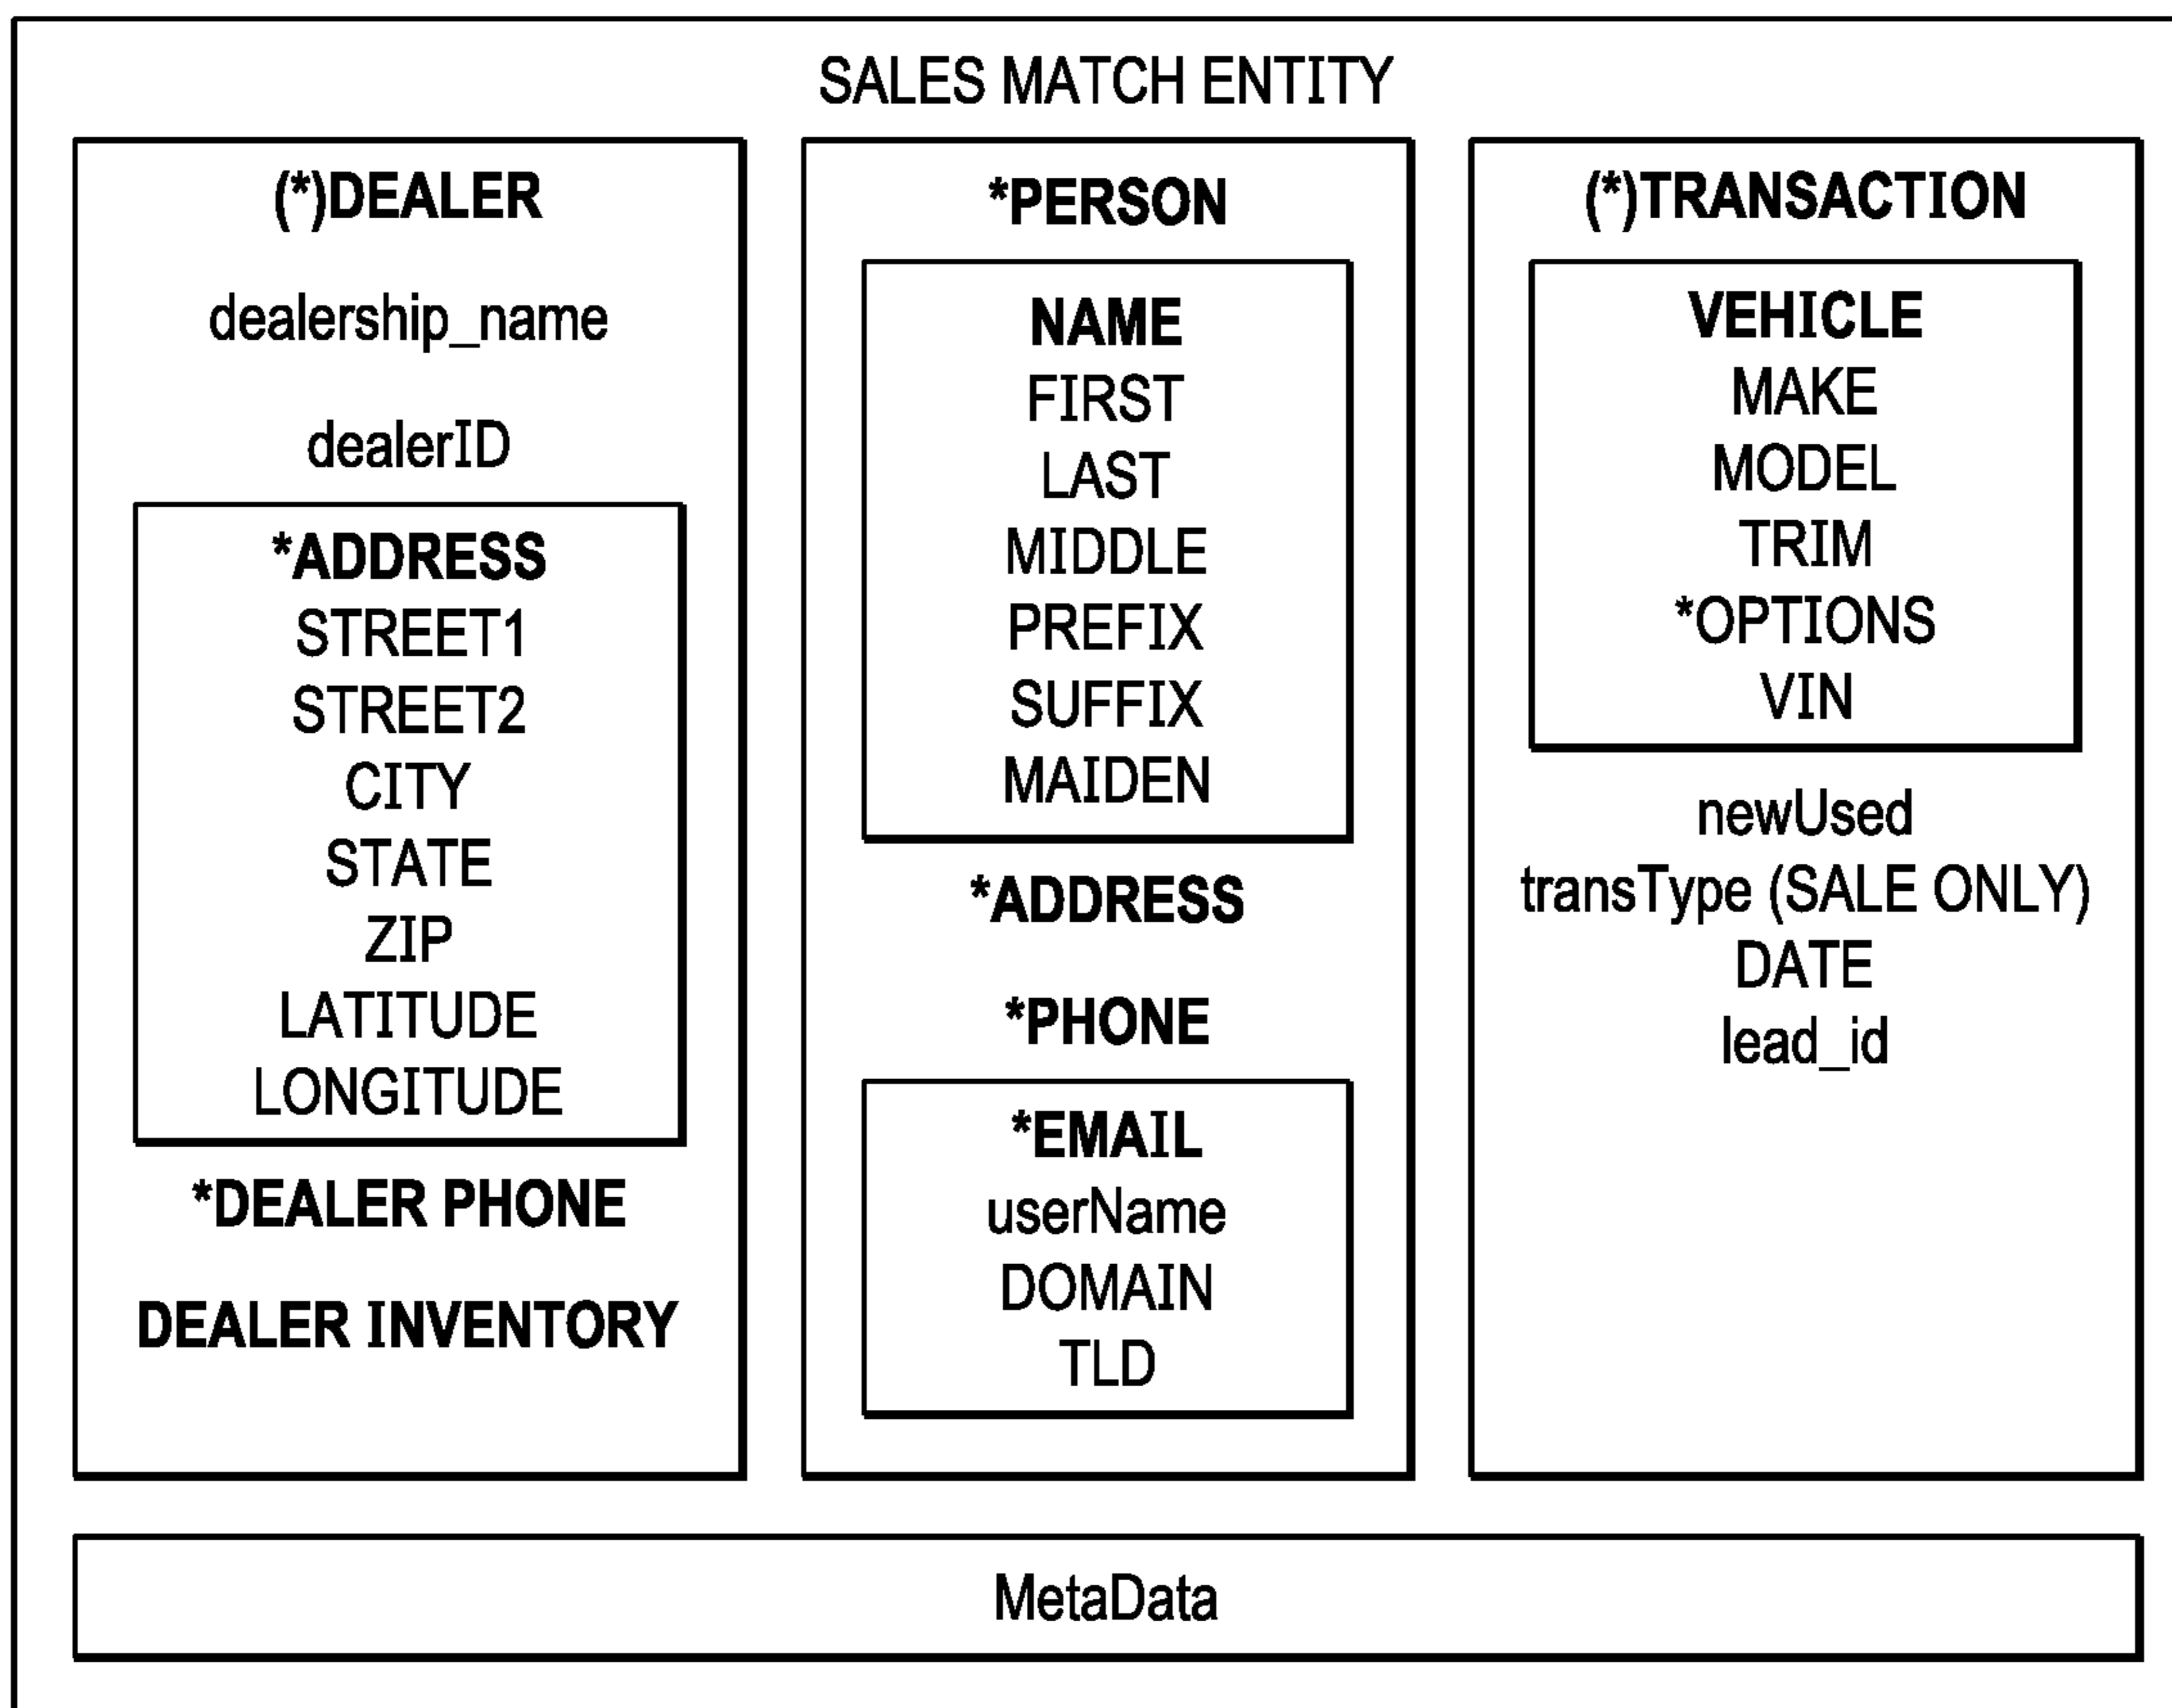 SALES MATCH ENTITY
(*)DEALER
dealership_name
dealerID
*ADDRESS
STREET1
STREET2
CITY
STATE
ZIP
LATITUDE
LONGITUDE
*DEALER PHONE
DEALER INVENTORY
*PERSON
NAME
FIRST
LAST
MIDDLE
PREFIX
SUFFIX
MAIDEN
*ADDRESS
*PHONE
*EMAIL
userName
DOMAIN
TLD
(*)TRANSACTION
VEHICLE
MAKE
MODEL
TRIM
*OPTIONS
VIN
newUsed
transType (SALE ONLY)
DATE
lead_id
MetaData